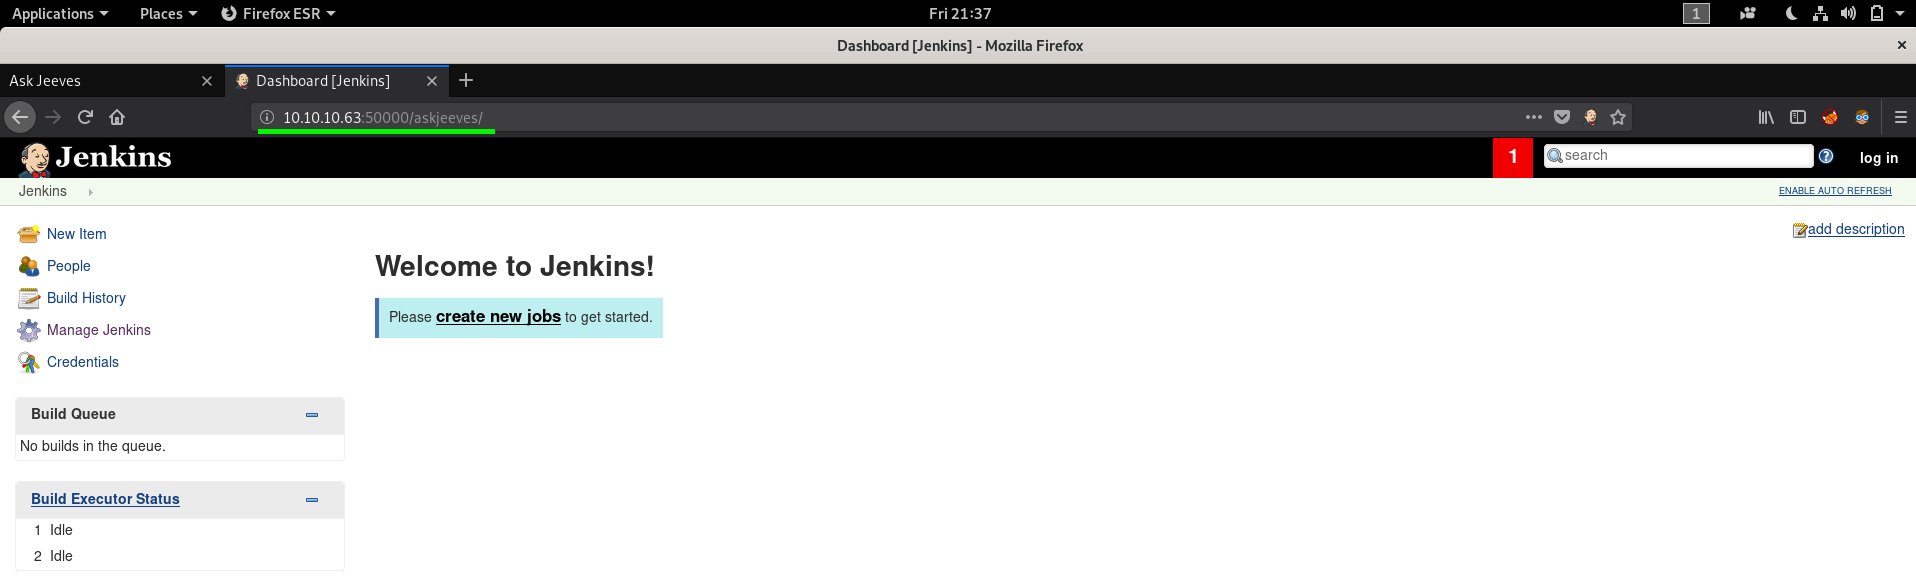 Applications Places Firefox ESR Fri 21:37 1
Dashboard [Jenkins] - Mozilla Firefox
Ask Jeeves Dashboard [Jenkins]
10.10.10.63:50000/askjeeves/
Jenkins 1 search log in
Jenkins ENABLE AUTO REFRESH
add description
New Item
People
Build History
Manage Jenkins
Credentials
Welcome to Jenkins!
Please create new jobs to get started.
Build Queue
No builds in the queue.
Build Executor Status
1 Idle
2 Idle